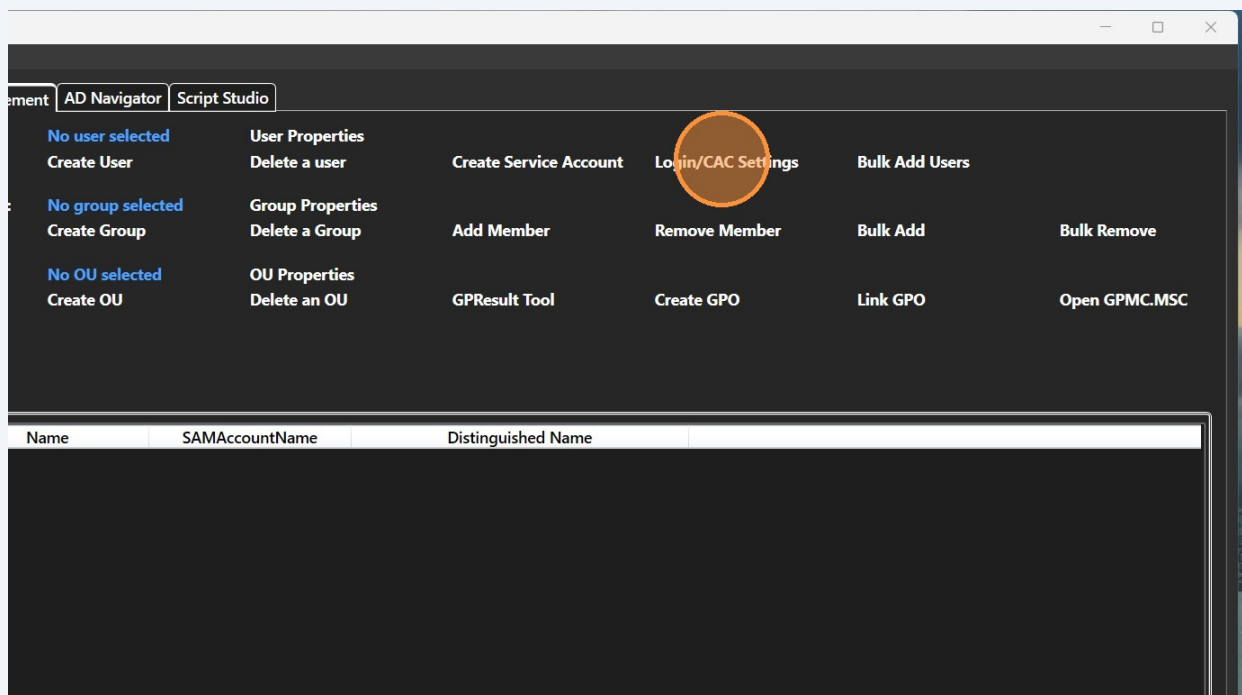 AD Navigator Script Studio
No user selected User Properties
Create User Delete a user Create Service Account Login/CAC Settings Bulk Add Users
: No group selected Group Properties
Create Group Delete a Group Add Member Remove Member Bulk Add Bulk Remove
No OU selected OU Properties
Create OU Delete an OU GPResult Tool Create GPO Link GPO Open GPMC.MSC
Name SAMAccountName Distinguished Name